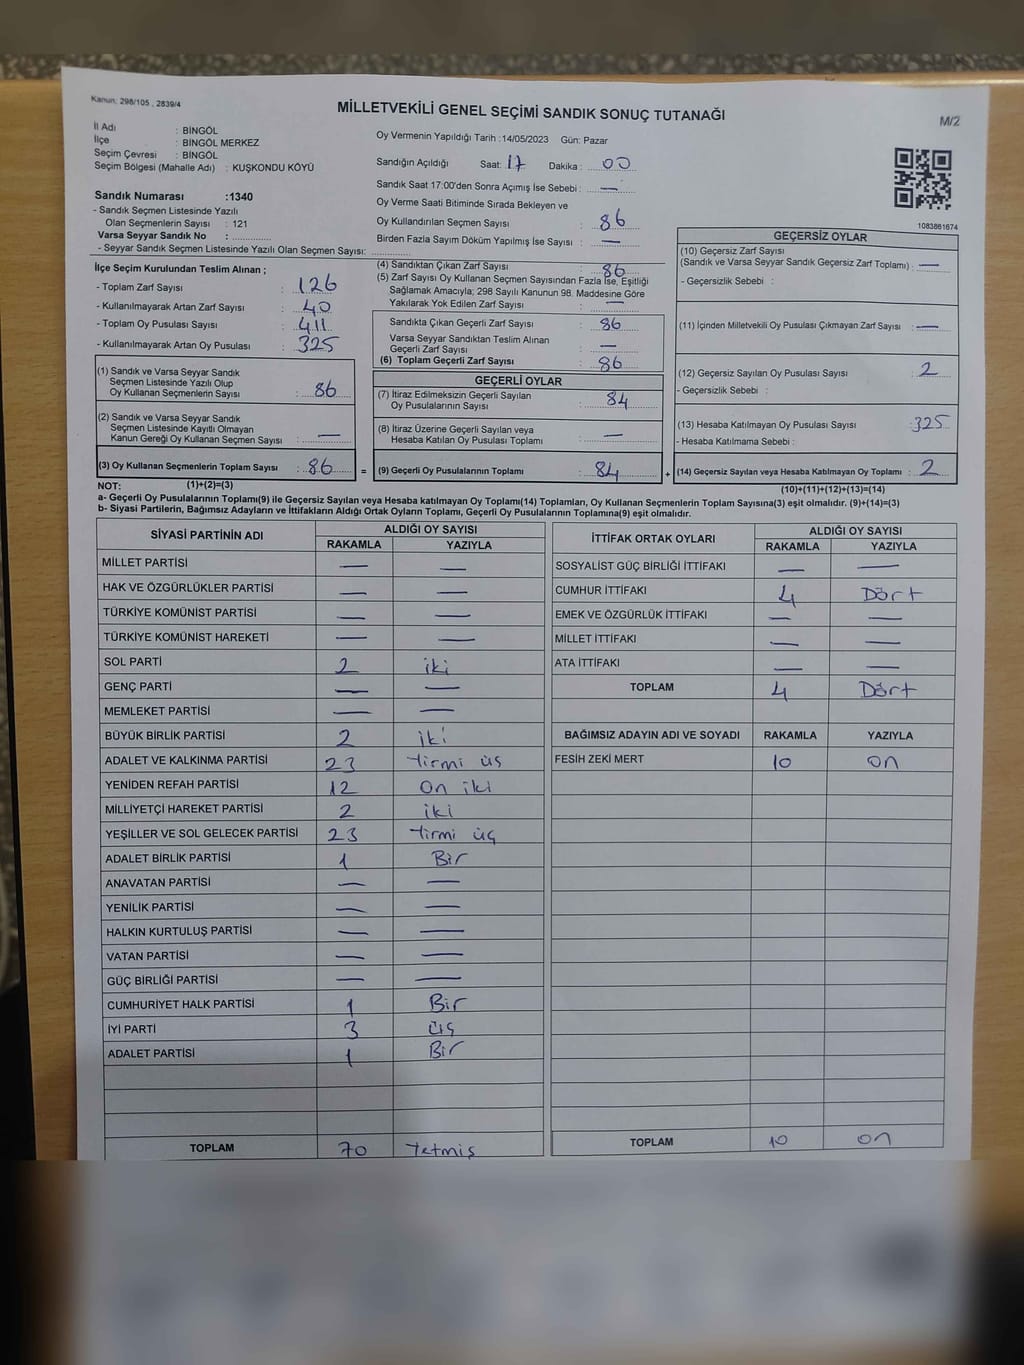 Kanun; 298/105 , 2839/4
MİLLETVEKİLİ GENEL SEÇİMİ SANDIK SONUÇ TUTANAĞI
M/2
İl Adı : BİNGÖL
İlçe : BİNGÖL MERKEZ
Seçim Çevresi : BİNGÖL
Seçim Bölgesi (Mahalle Adı) : KUŞKONDU KÖYÜ
Sandık Numarası :1340
- Sandık Seçmen Listesinde Yazılı
Olan Seçmenlerin Sayısı : 121
Varsa Seyyar Sandık No :
- Seyyar Sandık Seçmen Listesinde Yazılı Olan Seçmen Sayısı:
İlçe Seçim Kurulundan Teslim Alınan ;
- Toplam Zarf Sayısı : 126
- Kullanılmayarak Artan Zarf Sayısı : 40
- Toplam Oy Pusulası Sayısı : 411
- Kullanılmayarak Artan Oy Pusulası : 325
(1) Sandık ve Varsa Seyyar Sandık
Seçmen Listesinde Yazılı Olup
Oy Kullanan Seçmenlerin Sayısı : 86
(2) Sandık ve Varsa Seyyar Sandık
Seçmen Listesinde Kayıtlı Olmayan
Kanun Gereği Oy Kullanan Seçmen Sayısı : —
(3) Oy Kullanan Seçmenlerin Toplam Sayısı : 86 =
Oy Vermenin Yapıldığı Tarih :14/05/2023 Gün: Pazar
Sandığın Açıldığı Saat: 17 Dakika : 00
Sandık Saat 17:00'den Sonra Açımış İse Sebebi : —
Oy Verme Saati Bitiminde Sırada Bekleyen ve
Oy Kullandırılan Seçmen Sayısı : 86
Birden Fazla Sayım Döküm Yapılmış İse Sayısı : —
(4) Sandıktan Çıkan Zarf Sayısı : 86
(5) Zarf Sayısı Oy Kullanan Seçmen Sayısından Fazla İse, Eşitliği
Sağlamak Amacıyla; 298 Sayılı Kanunun 98. Maddesine Göre
Yakılarak Yok Edilen Zarf Sayısı : —
Sandıkta Çıkan Geçerli Zarf Sayısı : 86
Varsa Seyyar Sandıktan Teslim Alınan
Geçerli Zarf Sayısı : —
(6) Toplam Geçerli Zarf Sayısı : 86
GEÇERLİ OYLAR
(7) İtiraz Edilmeksizin Geçerli Sayılan
Oy Pusulalarının Sayısı : 84
(8) İtiraz Üzerine Geçerli Sayılan veya
Hesaba Katılan Oy Pusulası Toplamı : —
(9) Geçerli Oy Pusulalarının Toplamı : 84 +
1083861674
GEÇERSİZ OYLAR
(10) Geçersiz Zarf Sayısı
(Sandık ve Varsa Seyyar Sandık Geçersiz Zarf Toplamı) : —
- Geçersizlik Sebebi :
(11) İçinden Milletvekili Oy Pusulası Çıkmayan Zarf Sayısı : —
(12) Geçersiz Sayılan Oy Pusulası Sayısı : 2
- Geçersizlik Sebebi :
(13) Hesaba Katılmayan Oy Pusulası Sayısı : 325
- Hesaba Katılmama Sebebi :
(14) Geçersiz Sayılan veya Hesaba Katılmayan Oy Toplamı : 2
NOT: (1)+(2)=(3) (10)+(11)+(12)+(13)=(14)
a- Geçerli Oy Pusulalarının Toplamı(9) ile Geçersiz Sayılan veya Hesaba katılmayan Oy Toplamı(14) Toplamları, Oy Kullanan Seçmenlerin Toplam Sayısına(3) eşit olmalıdır. (9)+(14)=(3)
b- Siyasi Partilerin, Bağımsız Adayların ve İttifakların Aldığı Ortak Oyların Toplamı, Geçerli Oy Pusulalarının Toplamına(9) eşit olmalıdır.
SİYASİ PARTİNİN ADI ALDIĞI OY SAYISI
RAKAMLA YAZIYLA
MİLLET PARTİSİ — —
HAK VE ÖZGÜRLÜKLER PARTİSİ — —
TÜRKİYE KOMÜNİST PARTİSİ — —
TÜRKİYE KOMÜNİST HAREKETİ — —
SOL PARTİ 2 iki
GENÇ PARTİ — —
MEMLEKET PARTİSİ — —
BÜYÜK BİRLİK PARTİSİ 2 iki
ADALET VE KALKINMA PARTİSİ 23 Yirmi üs
YENİDEN REFAH PARTİSİ 12 on iki
MİLLİYETÇİ HAREKET PARTİSİ 2 iki
YEŞİLLER VE SOL GELECEK PARTİSİ 23 Yirmi üç
ADALET BİRLİK PARTİSİ 1 Bir
ANAVATAN PARTİSİ — —
YENİLİK PARTİSİ — —
HALKIN KURTULUŞ PARTİSİ — —
VATAN PARTİSİ — —
GÜÇ BİRLİĞİ PARTİSİ — —
CUMHURİYET HALK PARTİSİ 1 Bir
İYİ PARTİ 3 üç
ADALET PARTİSİ 1 Bir
TOPLAM 70 Yetmiş
İTTİFAK ORTAK OYLARI ALDIĞI OY SAYISI
RAKAMLA YAZIYLA
SOSYALİST GÜÇ BİRLİĞİ İTTİFAKI — —
CUMHUR İTTİFAKI 4 Dört
EMEK VE ÖZGÜRLÜK İTTİFAKI — —
MİLLET İTTİFAKI — —
ATA İTTİFAKI — —
TOPLAM 4 Dört
BAĞIMSIZ ADAYIN ADI VE SOYADI RAKAMLA YAZIYLA
FESİH ZEKİ MERT 10 on
TOPLAM 10 on